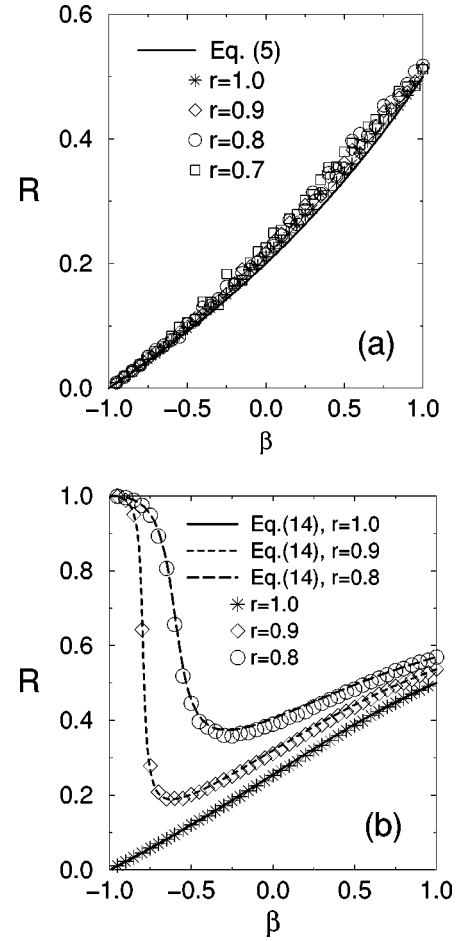 0.6
Eq. (5)
r=1.0
r=0.9
r=0.8
r=0.7
0.4
R
0.2
(a)
0.0
−1.0 −0.5 0.0 0.5 1.0
β
1.0
Eq.(14), r=1.0
Eq.(14), r=0.9
Eq.(14), r=0.8
0.8
r=1.0
r=0.9
r=0.8
0.6
R
0.4
0.2
(b)
0.0
−1.0 −0.5 0.0 0.5 1.0
β